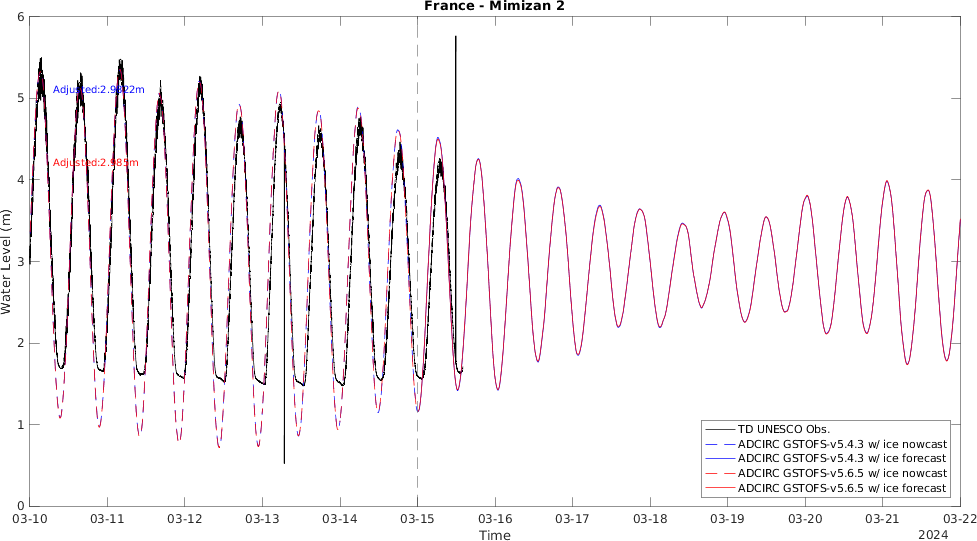 France - Mimizan 2
6
5
4
3
2
1
0
Water Level (m)
Adjusted:2.9822m
Adjusted:2.985m
TD UNESCO Obs.
ADCIRC GSTOFS-v5.4.3 w/ ice nowcast
ADCIRC GSTOFS-v5.4.3 w/ ice forecast
ADCIRC GSTOFS-v5.6.5 w/ ice nowcast
ADCIRC GSTOFS-v5.6.5 w/ ice forecast
03-10 03-11 03-12 03-13 03-14 03-15 03-16 03-17 03-18 03-19 03-20 03-21 03-22
Time
2024